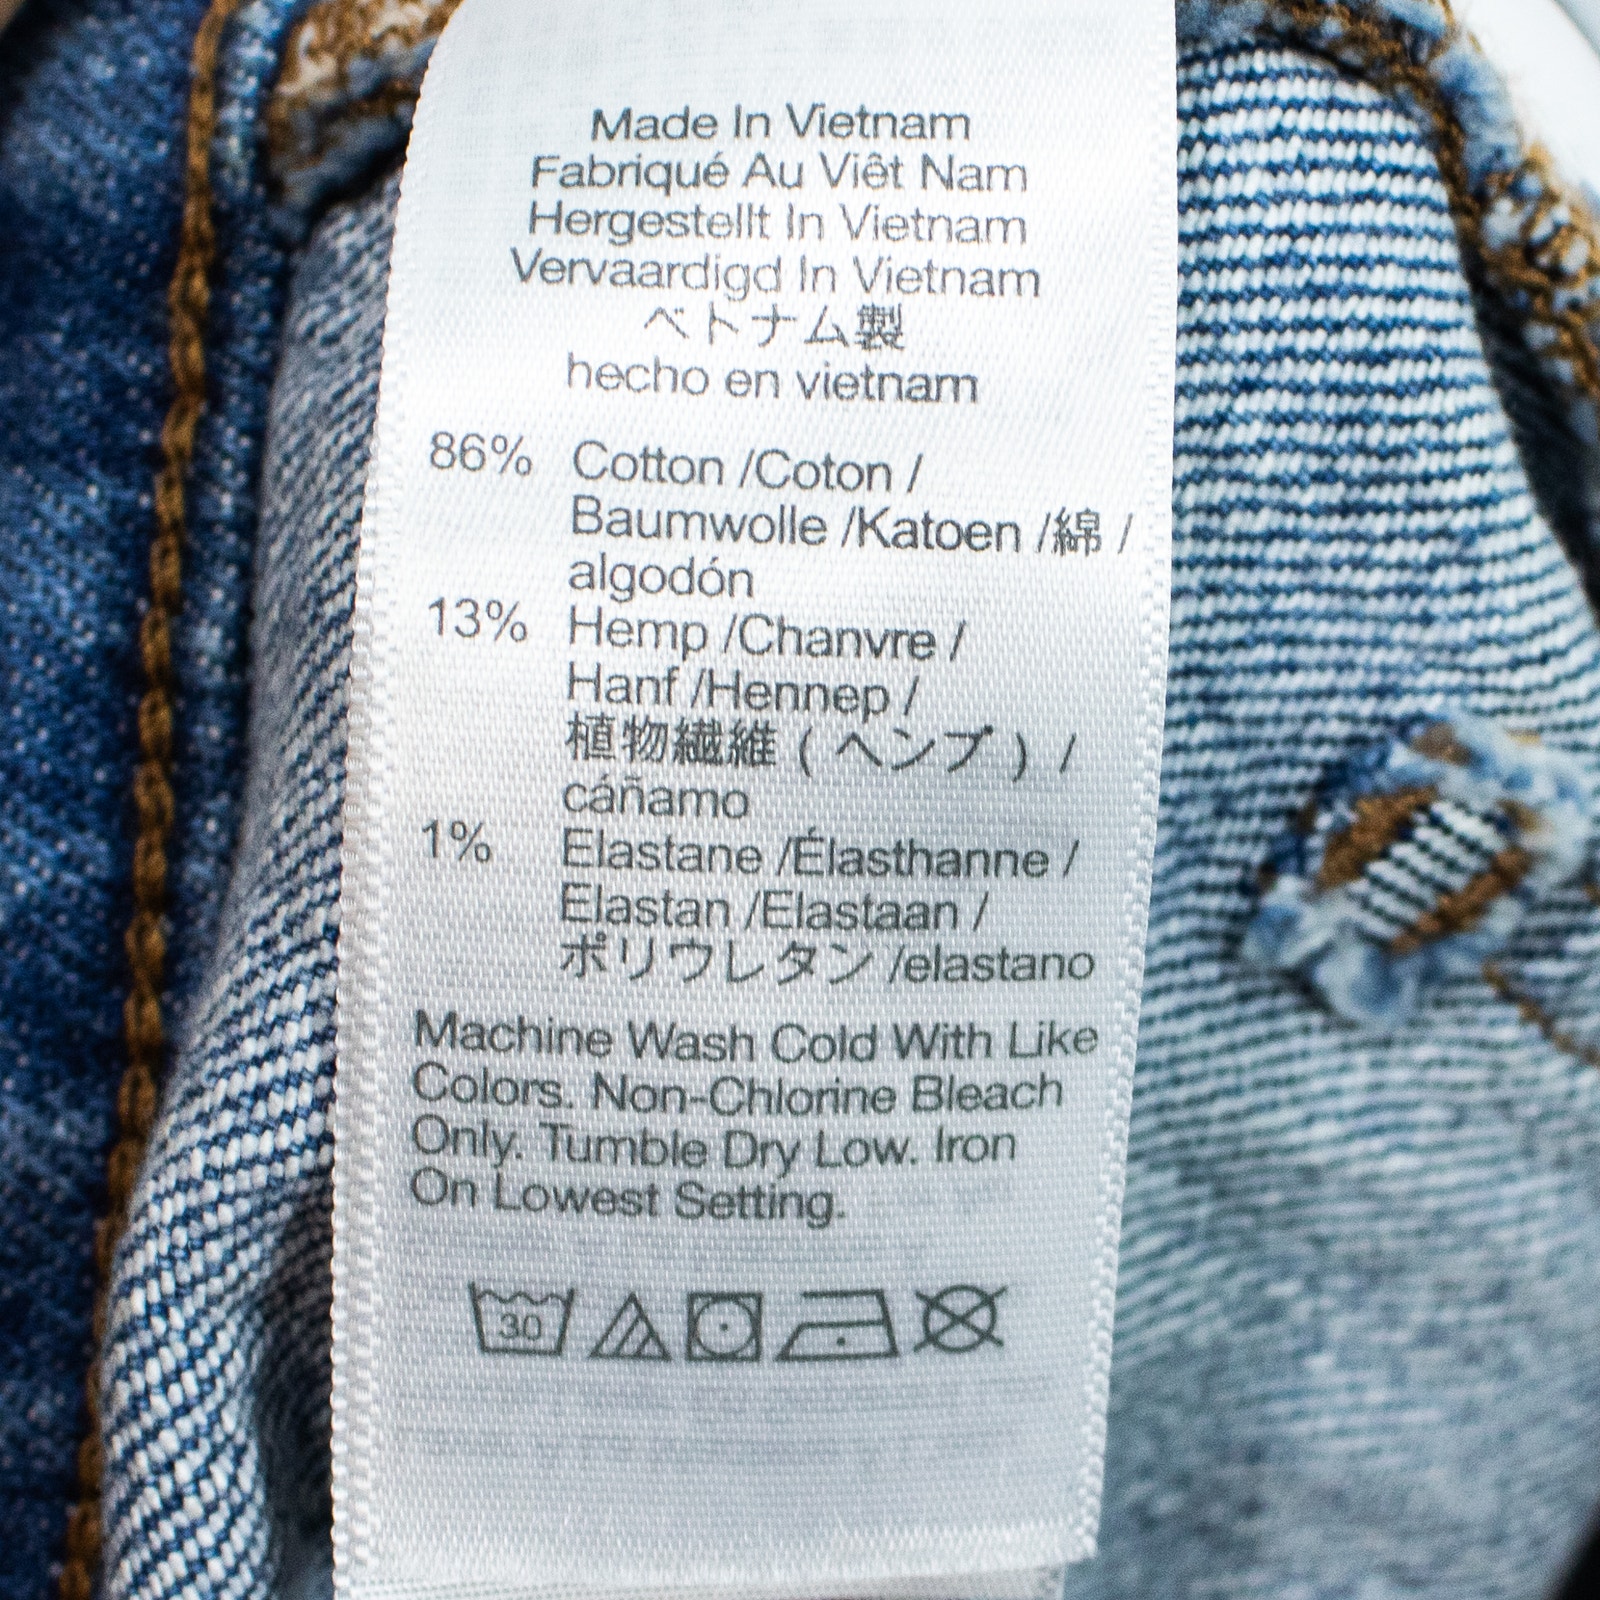 Made In Vietnam
Fabriqué Au Viêt Nam
Hergestellt In Vietnam
Vervaardigd In Vietnam
ベトナム製
hecho en vietnam
86% Cotton /Coton /
Baumwolle /Katoen /綿 /
algodón
13% Hemp /Chanvre /
Hanf /Hennep /
植物繊維 ( ヘンプ ) /
cáñamo
1% Elastane /Élasthanne /
Elastan /Elastaan /
ポリウレタン /elastano
Machine Wash Cold With Like
Colors. Non-Chlorine Bleach
Only. Tumble Dry Low. Iron
On Lowest Setting.
30